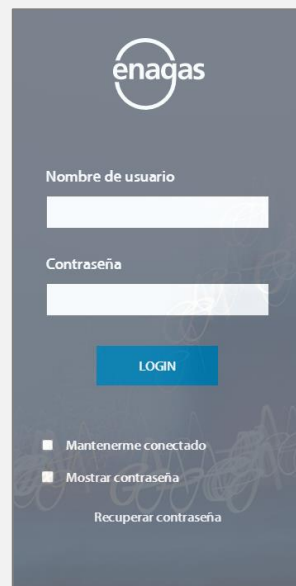 enagas
Nombre de usuario
Contraseña
LOGIN
Mantenerme conectado
Mostrar contraseña
Recuperar contraseña